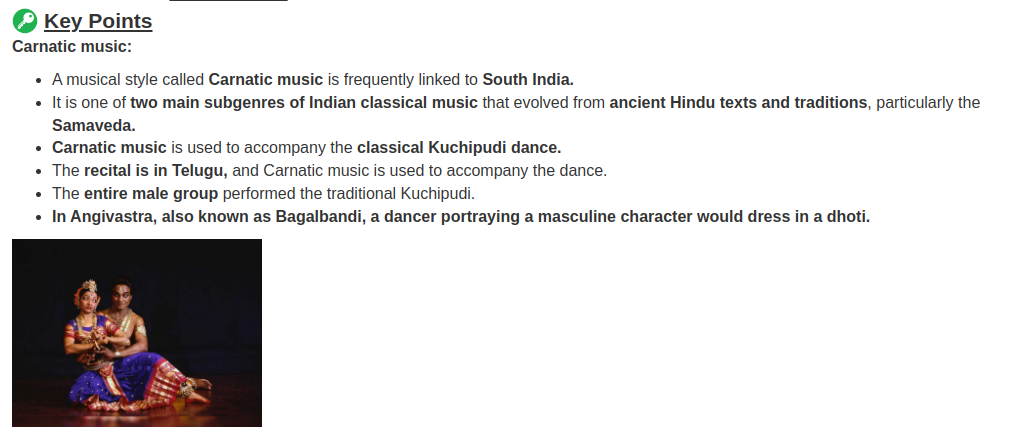 Key Points
Carnatic music:
A musical style called Carnatic music is frequently linked to South India.
It is one of two main subgenres of Indian classical music that evolved from ancient Hindu texts and traditions, particularly the
Samaveda.
Carnatic music is used to accompany the classical Kuchipudi dance.
The recital is in Telugu, and Carnatic music is used to accompany the dance.
The entire male group performed the traditional Kuchipudi.
In Angivastra, also known as Bagalbandi, a dancer portraying a masculine character would dress in a dhoti.